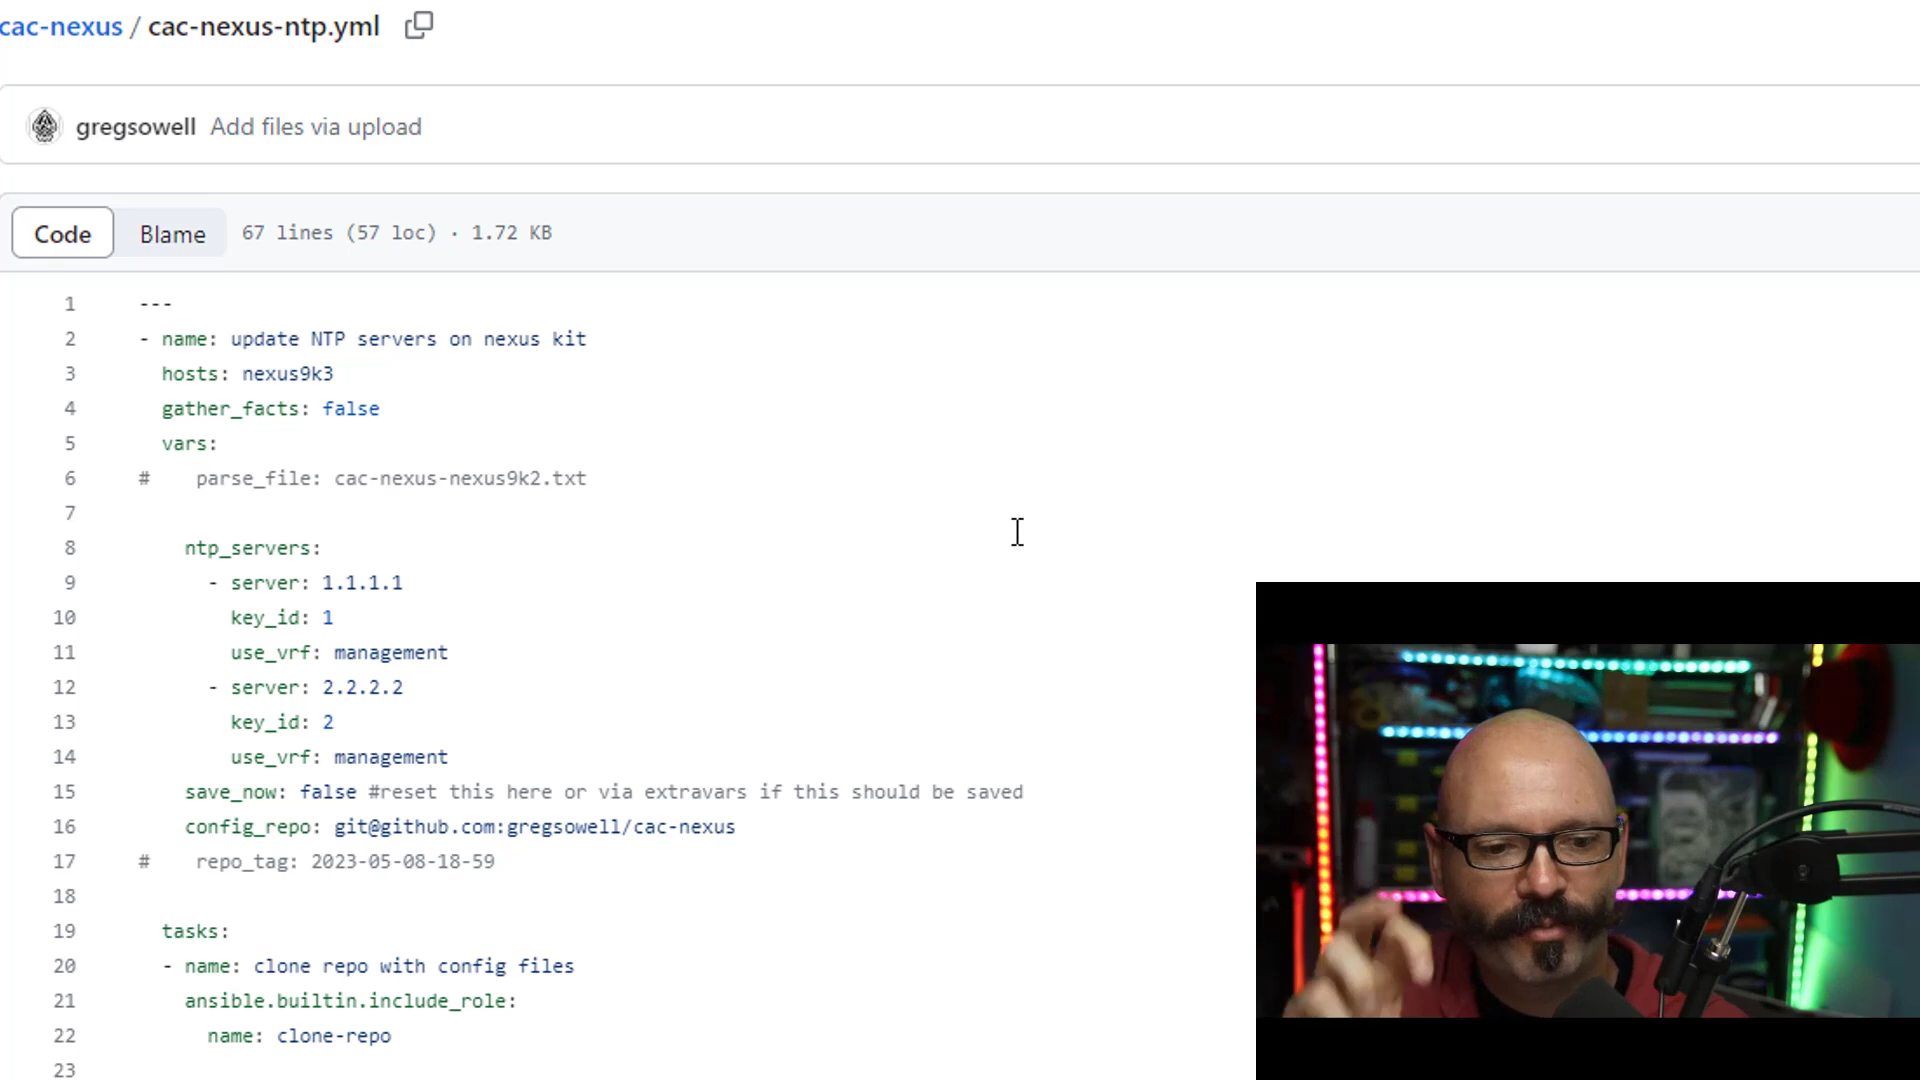 cac-nexus / cac-nexus-ntp.yml
gregsowell Add files via upload
Code Blame 67 lines (57 loc) · 1.72 KB
1 ---
2 - name: update NTP servers on nexus kit
3 hosts: nexus9k3
4 gather_facts: false
5 vars:
6 # parse_file: cac-nexus-nexus9k2.txt
7
8 ntp_servers:
9 - server: 1.1.1.1
10 key_id: 1
11 use_vrf: management
12 - server: 2.2.2.2
13 key_id: 2
14 use_vrf: management
15 save_now: false #reset this here or via extravars if this should be saved
16 config_repo: git@github.com:gregsowell/cac-nexus
17 # repo_tag: 2023-05-08-18-59
18
19 tasks:
20 - name: clone repo with config files
21 ansible.builtin.include_role:
22 name: clone-repo
23